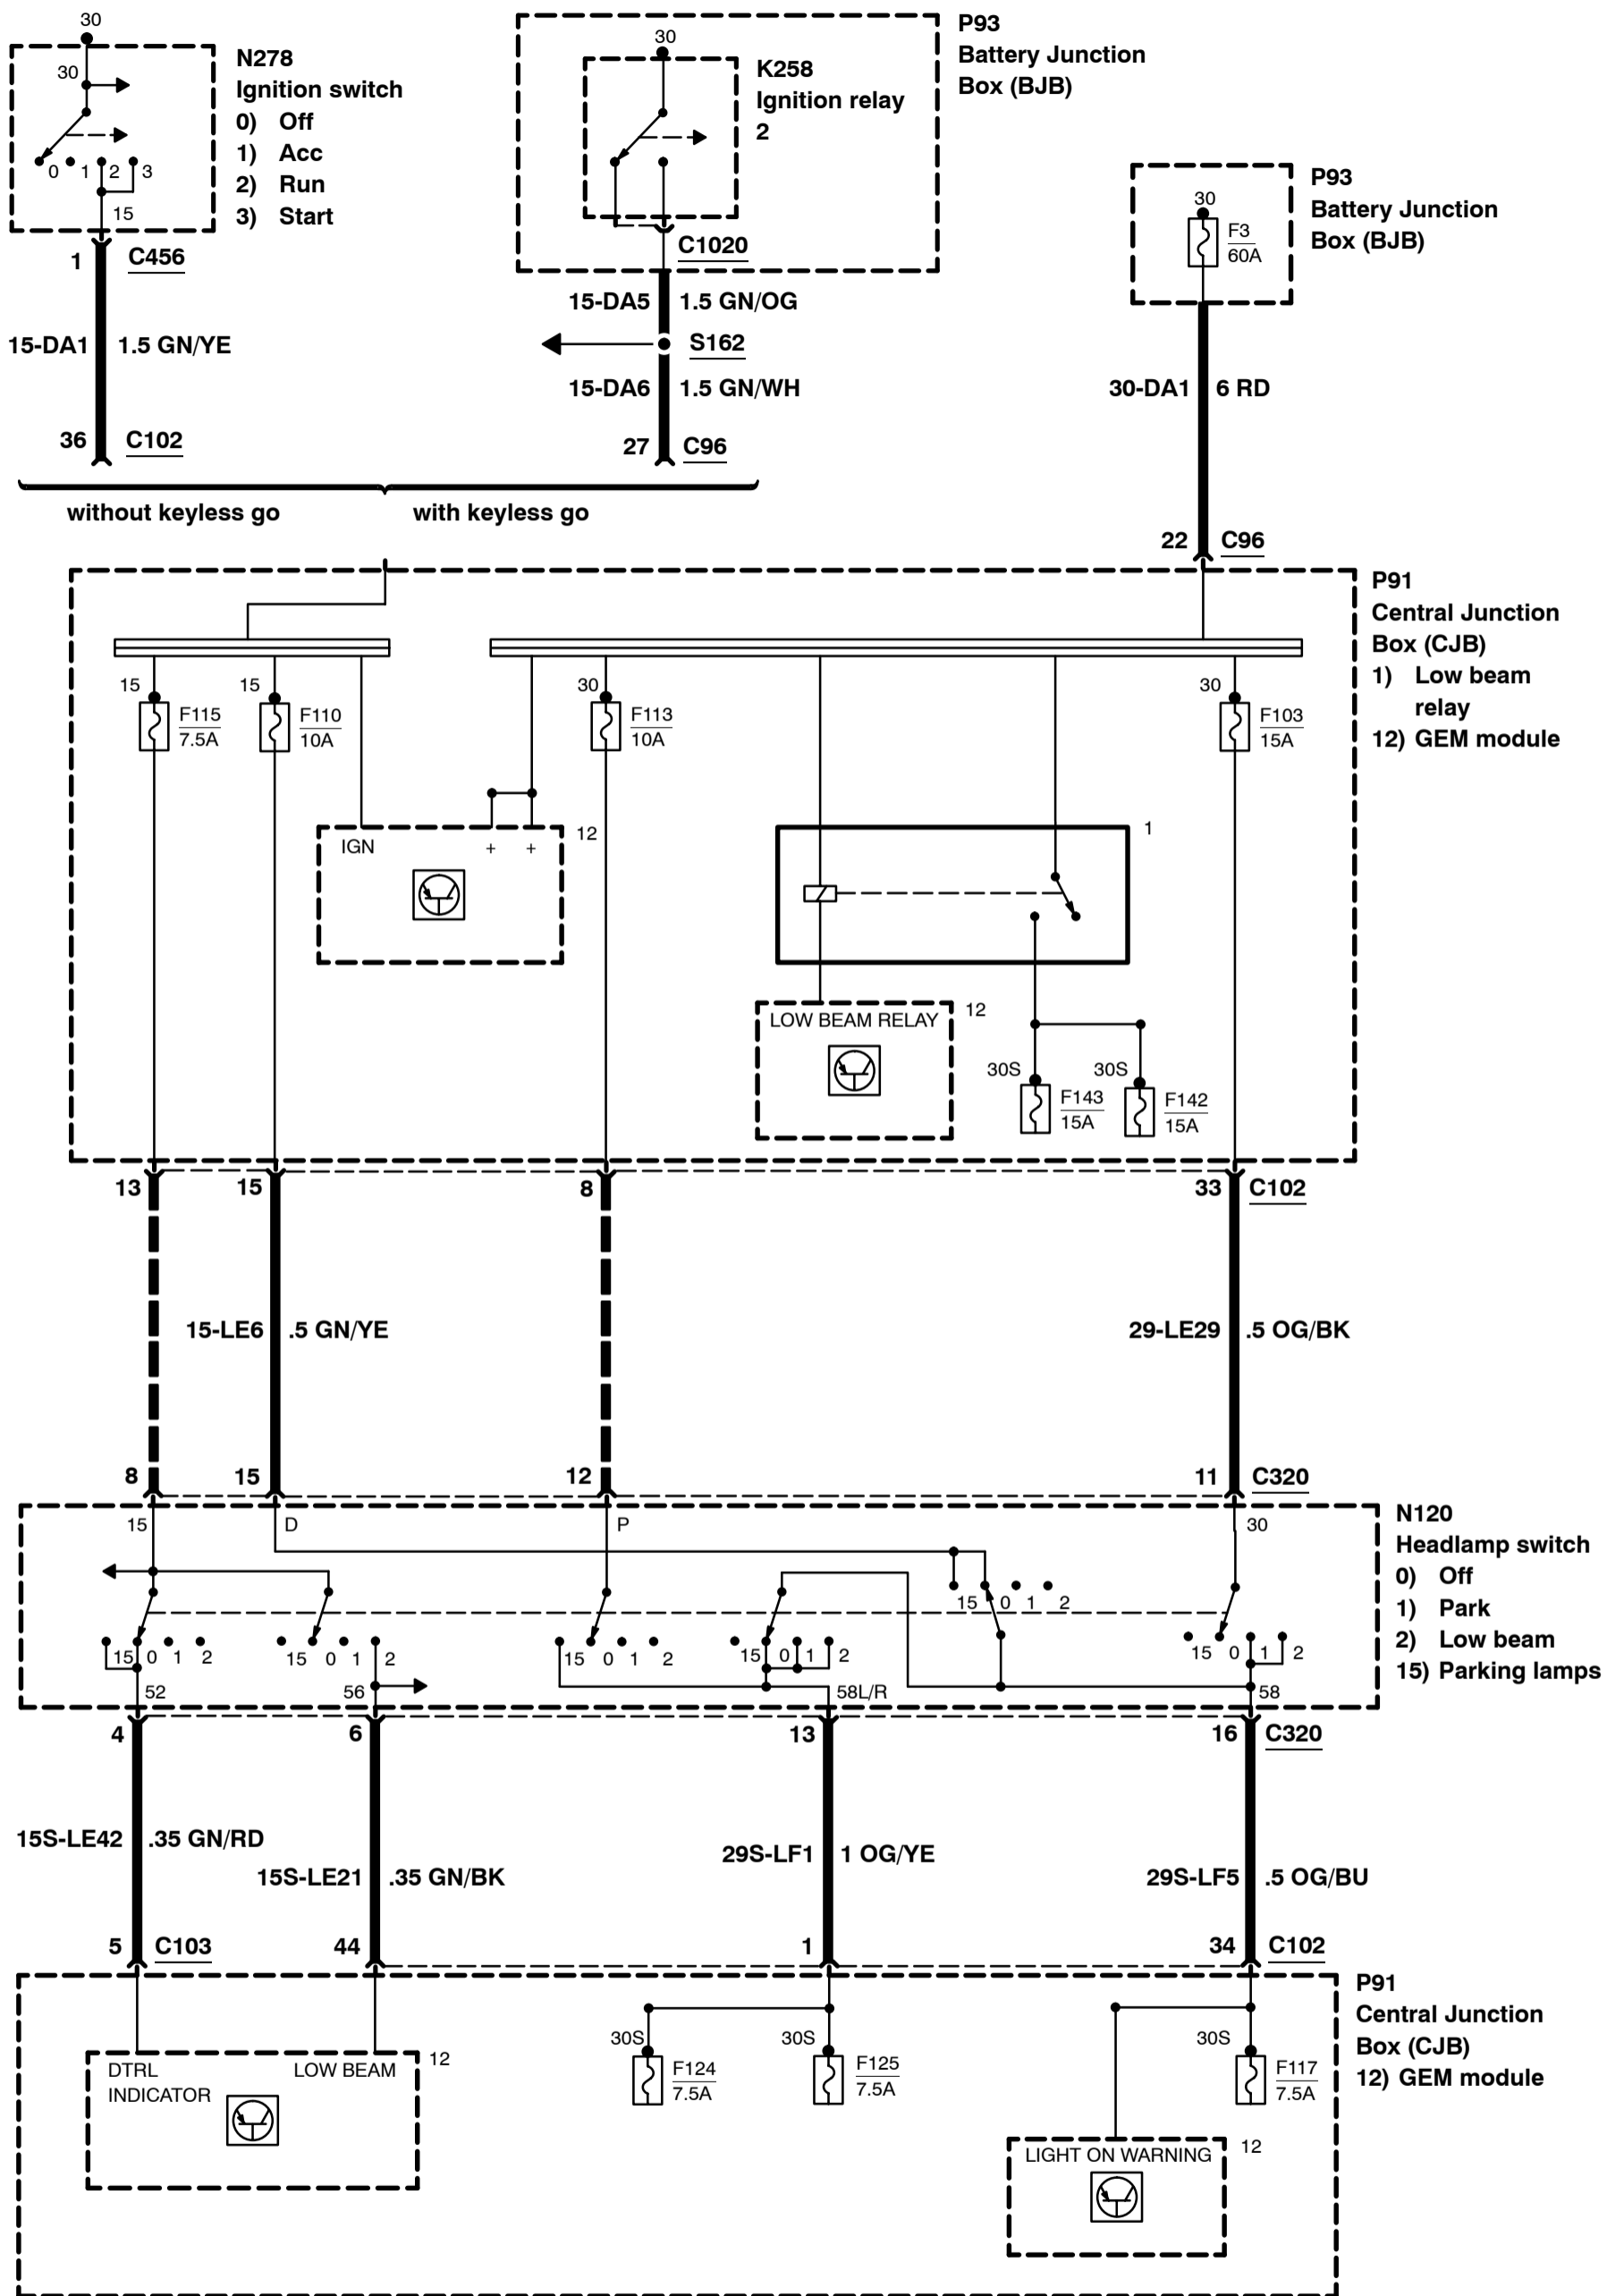 30
30
0 1 2 3
15
N278
Ignition switch
0) Off
1) Acc
2) Run
3) Start
1 C456
15-DA1 1.5 GN/YE
36 C102
30
K258
Ignition relay
2
P93
Battery Junction
Box (BJB)
C1020
15-DA5 1.5 GN/OG
S162
15-DA6 1.5 GN/WH
27 C96
30
F3
60A
P93
Battery Junction
Box (BJB)
30-DA1 6 RD
22 C96
without keyless go with keyless go
P91
Central Junction
Box (CJB)
1) Low beam
relay
12) GEM module
15 F115
7.5A
15 F110
10A
30 F113
10A
30 F103
15A
IGN + + 12
1
LOW BEAM RELAY 12
30S F143
15A
30S F142
15A
13 15 8 33 C102
15-LE6 .5 GN/YE 29-LE29 .5 OG/BK
8 15 12 11 C320
15 D P 30
N120
Headlamp switch
0) Off
1) Park
2) Low beam
15) Parking lamps
15 0 1 2
15 0 1 2
15 0 1 2
15 0 1 2
15 0 1 2
15 0 1 2
52 56 58L/R 58
4 6 13 16 C320
15S-LE42 .35 GN/RD
15S-LE21 .35 GN/BK
29S-LF1 1 OG/YE
29S-LF5 .5 OG/BU
5 C103 44 1 34 C102
P91
Central Junction
Box (CJB)
12) GEM module
DTRL
INDICATOR
LOW BEAM 12
30S F124
7.5A
30S F125
7.5A
30S F117
7.5A
LIGHT ON WARNING 12